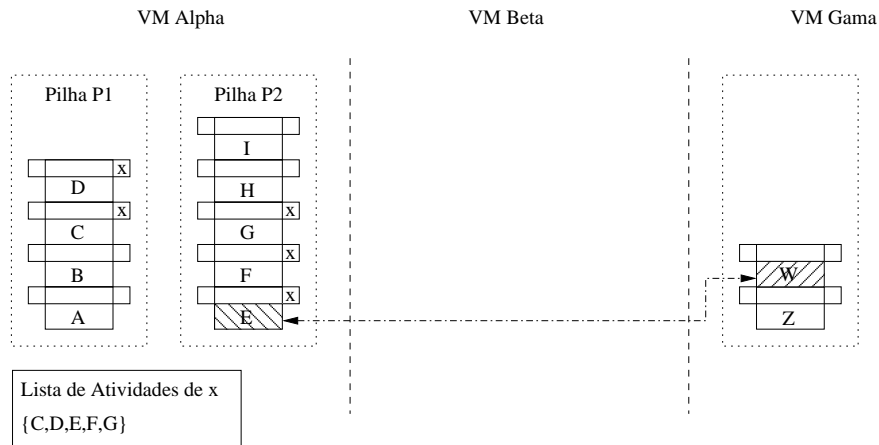 VM Alpha VM Beta VM Gama
Pilha P1 Pilha P2
I
x
D H
x x
C G
x
B F
x
A E
W
Z
Lista de Atividades de x
{C,D,E,F,G}